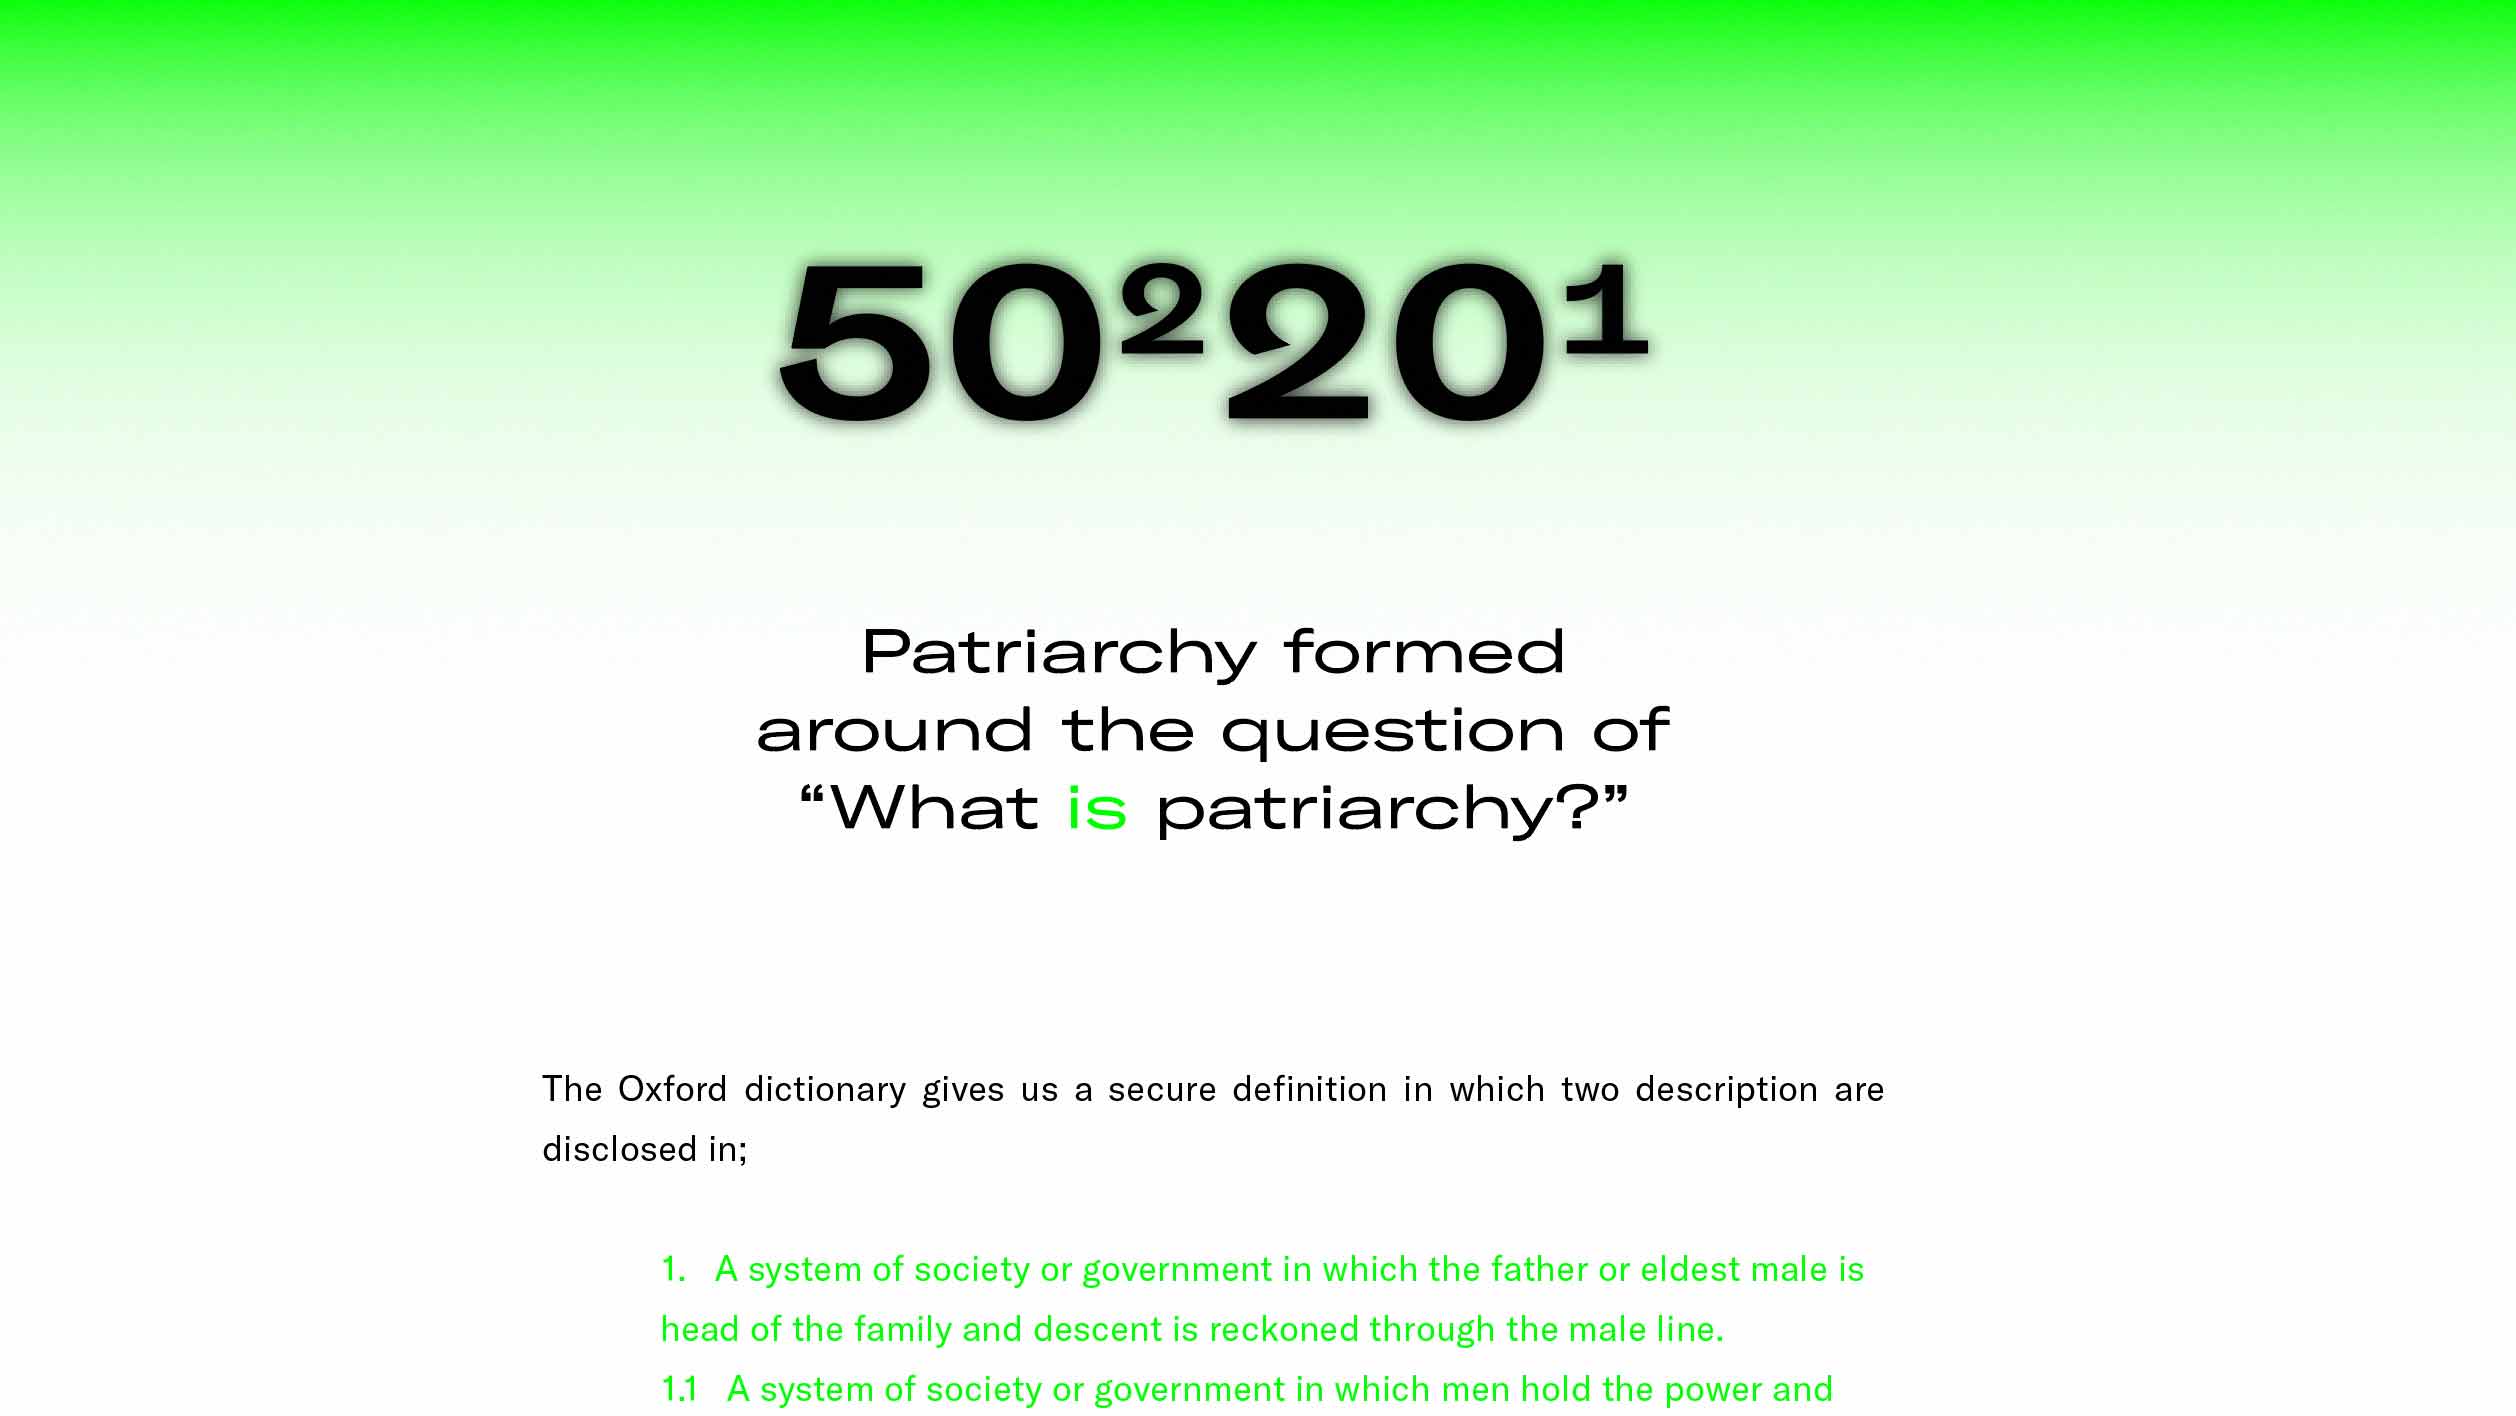 50²20¹
Patriarchy formed
around the question of
“What is patriarchy?”
The Oxford dictionary gives us a secure definition in which two description are
disclosed in;
1. A system of society or government in which the father or eldest male is
head of the family and descent is reckoned through the male line.
1.1 A system of society or government in which men hold the power and